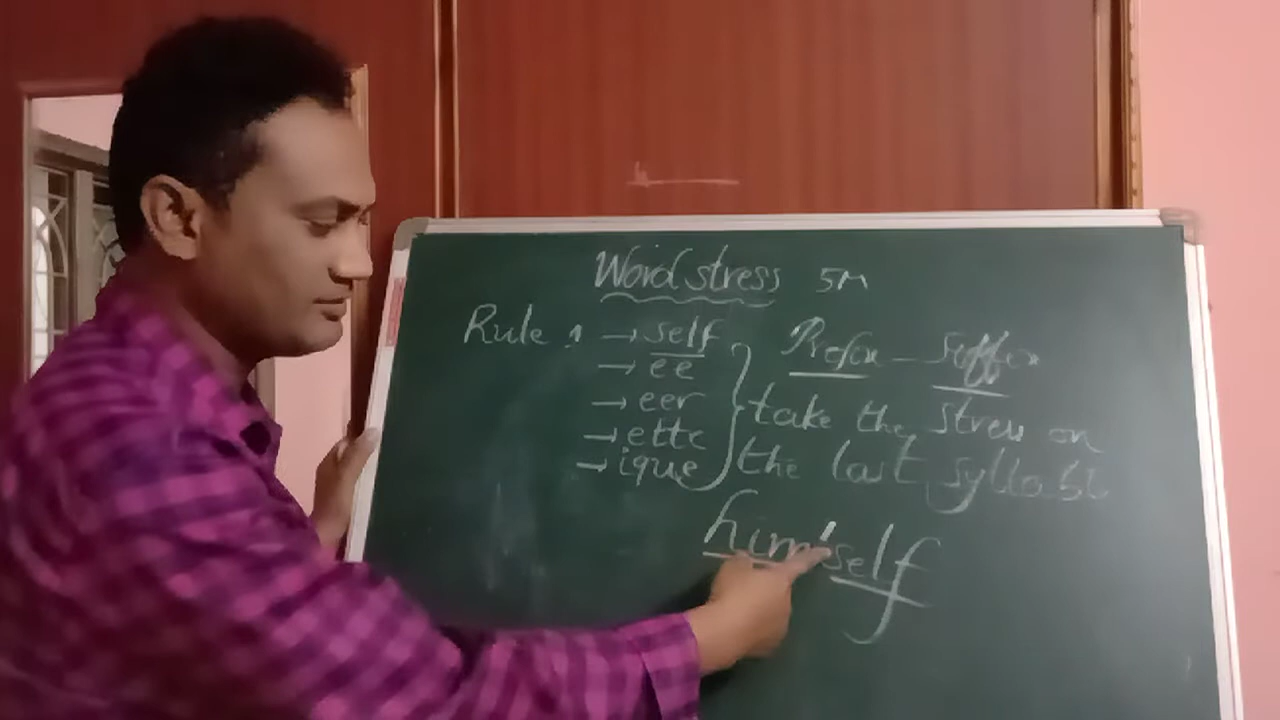 Word stress 5M
Rule 1 → self Prefix - Suffix
→ ee
→ eer take the stress on
→ ette the last syllable
→ ique
him'self